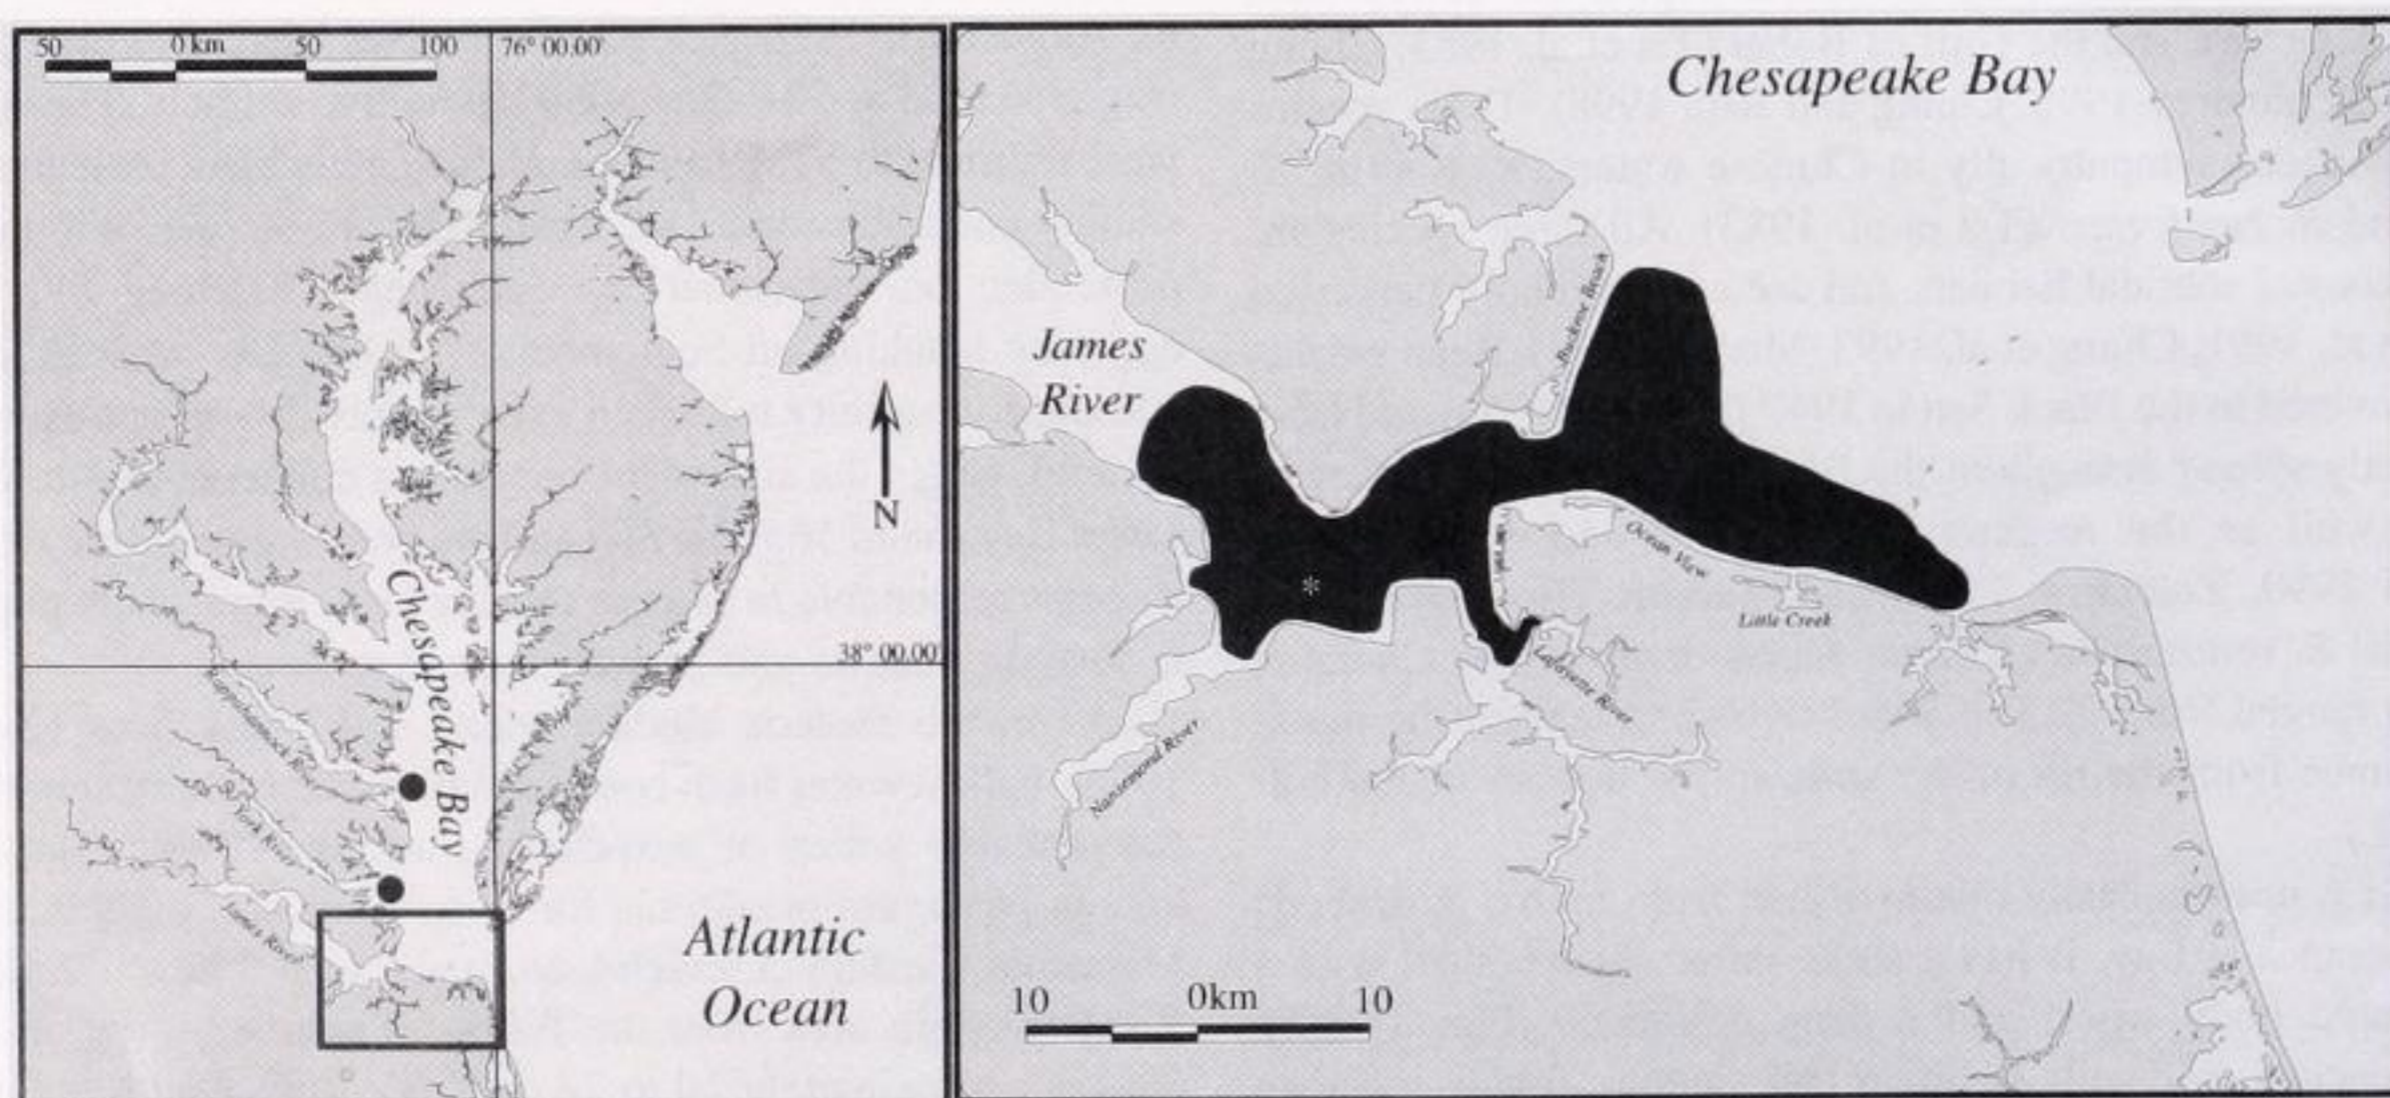 50 0 km 50 100
76° 00.00'
N
38° 00.00'
Chesapeake Bay
Rappahannock River
York River
James River
Atlantic
Ocean
Chesapeake Bay
James
River
Buckroe Beach
Ocean View
Little Creek
*
Lafayette River
Nansemond River
10 0km 10